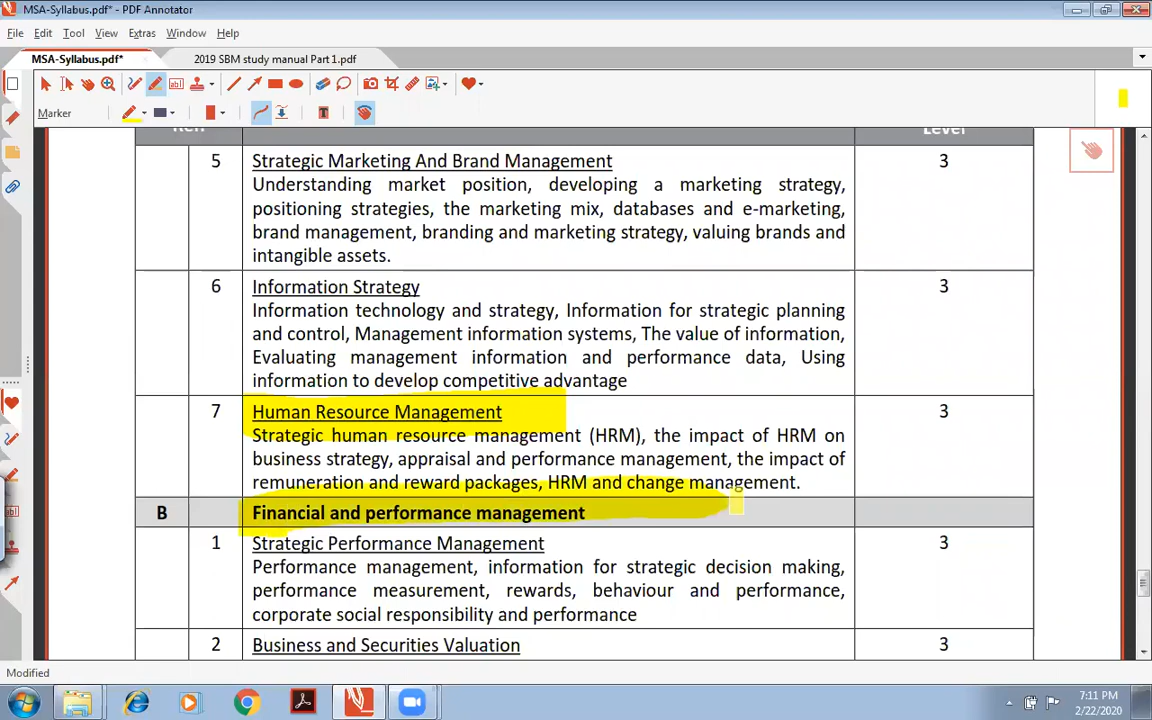 MSA-Syllabus.pdf* - PDF Annotator
File Edit Tool View Extras Window Help
MSA-Syllabus.pdf* 2019 SBM study manual Part 1.pdf
Marker
Level
5 Strategic Marketing And Brand Management 3
Understanding market position, developing a marketing strategy,
positioning strategies, the marketing mix, databases and e-marketing,
brand management, branding and marketing strategy, valuing brands and
intangible assets.
6 Information Strategy 3
Information technology and strategy, Information for strategic planning
and control, Management information systems, The value of information,
Evaluating management information and performance data, Using
information to develop competitive advantage
7 Human Resource Management 3
Strategic human resource management (HRM), the impact of HRM on
business strategy, appraisal and performance management, the impact of
remuneration and reward packages, HRM and change management.
B Financial and performance management
1 Strategic Performance Management 3
Performance management, information for strategic decision making,
performance measurement, rewards, behaviour and performance,
corporate social responsibility and performance
2 Business and Securities Valuation 3
Modified
7:11 PM
2/22/2020